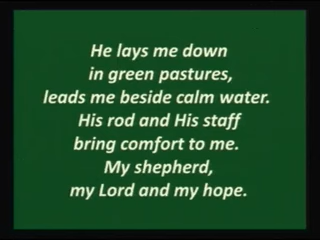 He lays me down
in green pastures,
leads me beside calm water.
His rod and His staff
bring comfort to me.
My shepherd,
my Lord and my hope.